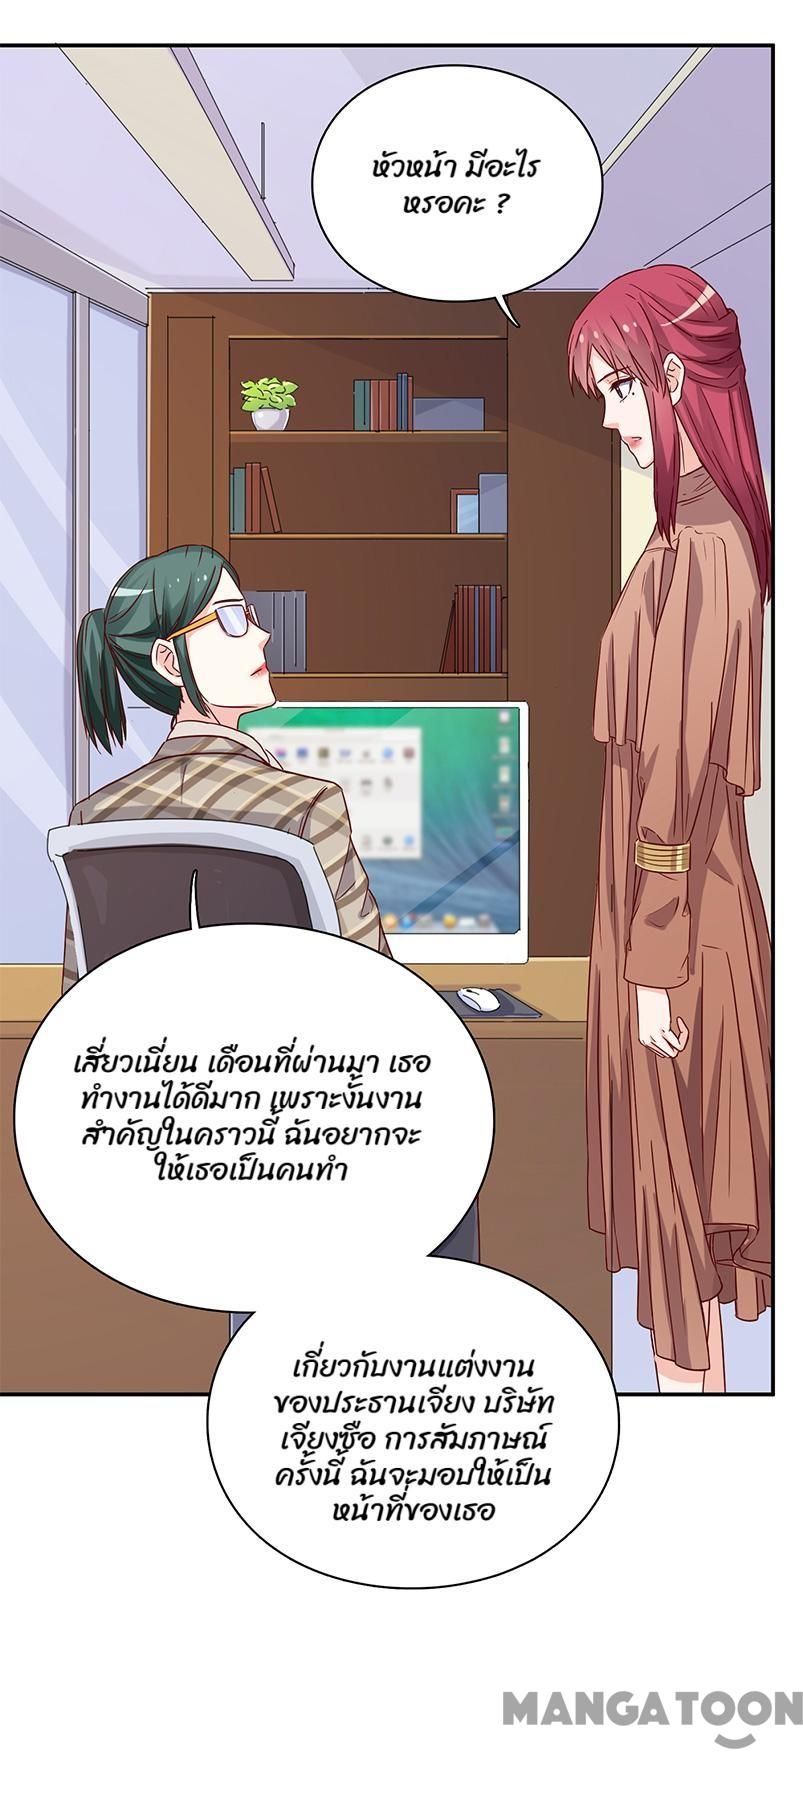 หัวหน้า มีอะไร
หรอคะ ?
เสี่ยวเนี่ยน เดือนที่ผ่านมา เธอ
ทำงานได้ดีมาก เพราะงั้นงาน
สำคัญในคราวนี้ ฉันอยากจะ
ให้เธอเป็นคนทำ
เกี่ยวกับงานแต่งงาน
ของประธานเจียง บริษัท
เจียงซือ การสัมภาษณ์
ครั้งนี้ ฉันจะมอบให้เป็น
หน้าที่ของเธอ
MANGATOON